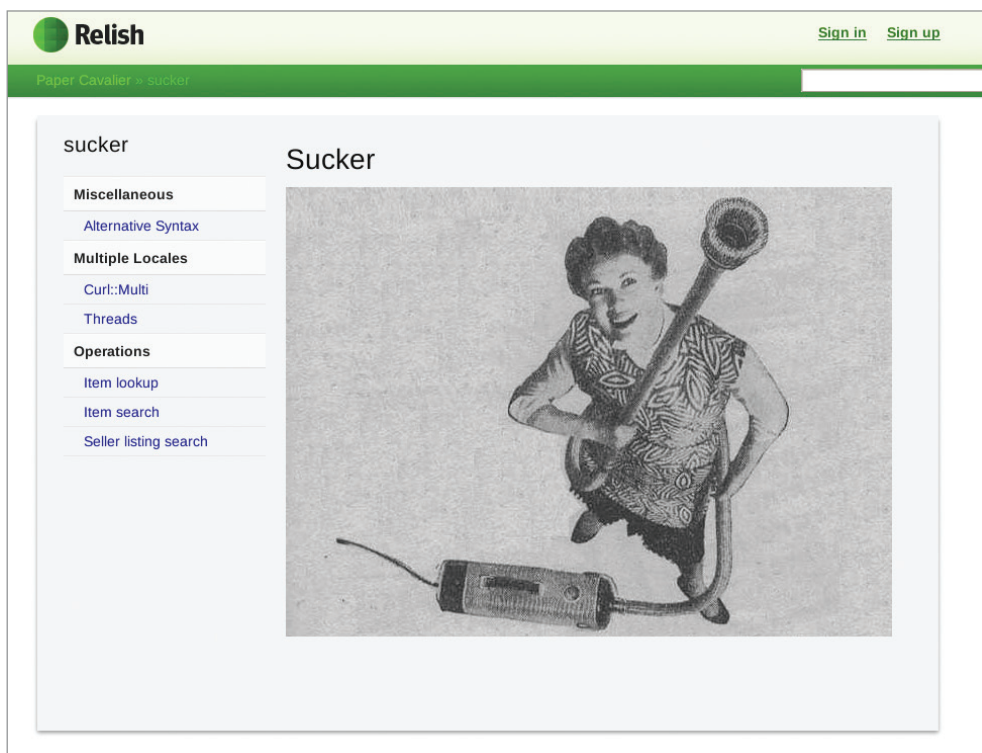 Relish
Sign in Sign up
Paper Cavalier » sucker
sucker
Miscellaneous
Alternative Syntax
Multiple Locales
Curl::Multi
Threads
Operations
Item lookup
Item search
Seller listing search
Sucker